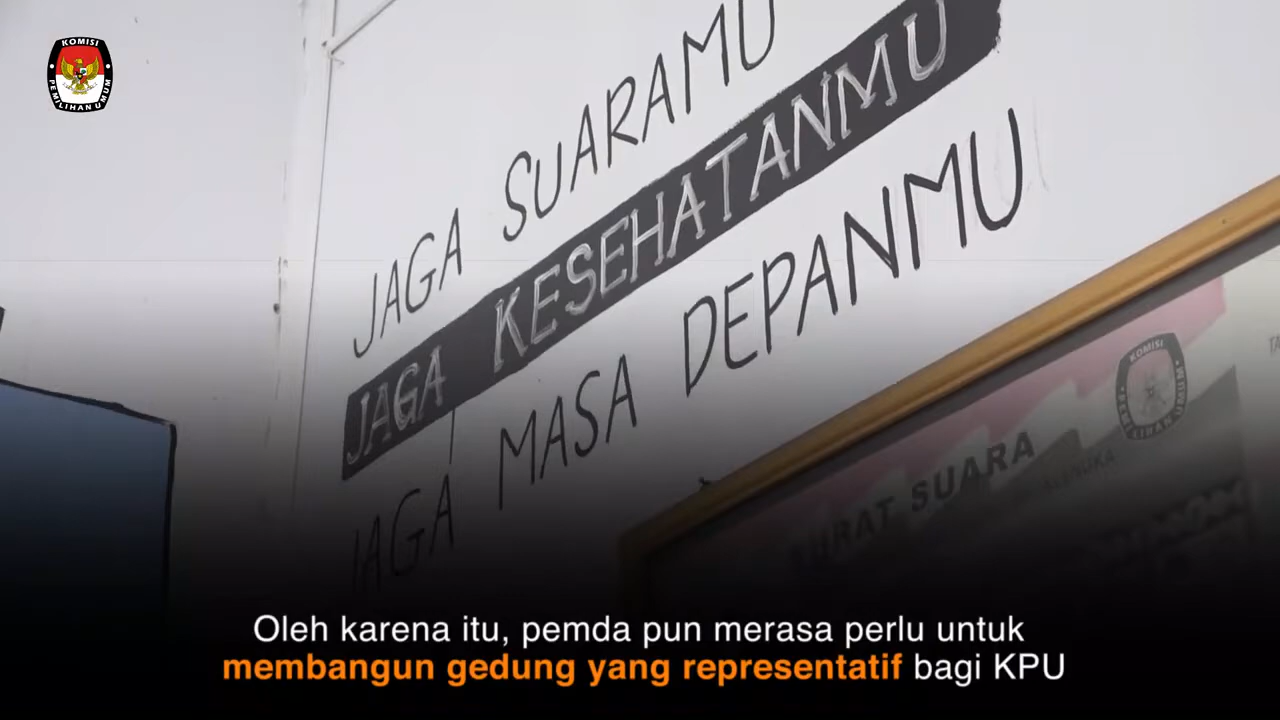 KOMISI
PEMILIHAN UMUM
JAGA SUARAMU
JAGA KESEHATANMU
JAGA MASA DEPANMU
KOMISI
PEMILIHAN UMUM
SURAT SUARA
Oleh karena itu, pemda pun merasa perlu untuk
membangun gedung yang representatif bagi KPU